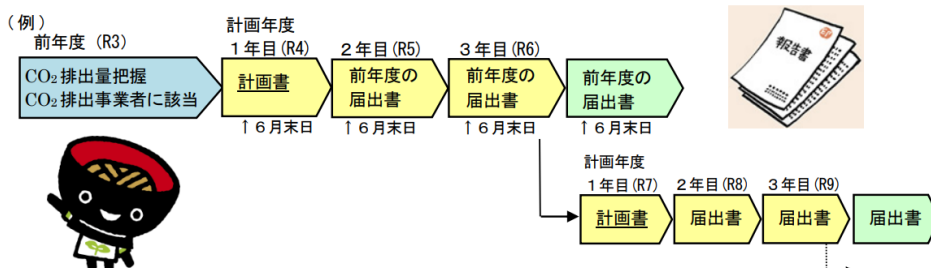 (例)
前年度 (R3)
CO₂排出量把握
CO₂排出事業者に該当
計画年度
1年目(R4)
計画書
↑6月末日
2年目(R5)
前年度の
届出書
↑6月末日
3年目(R6)
前年度の
届出書
↑6月末日
前年度の
届出書
↑6月末日
報告書
計画年度
1年目(R7)
計画書
2年目(R8)
届出書
3年目(R9)
届出書
届出書